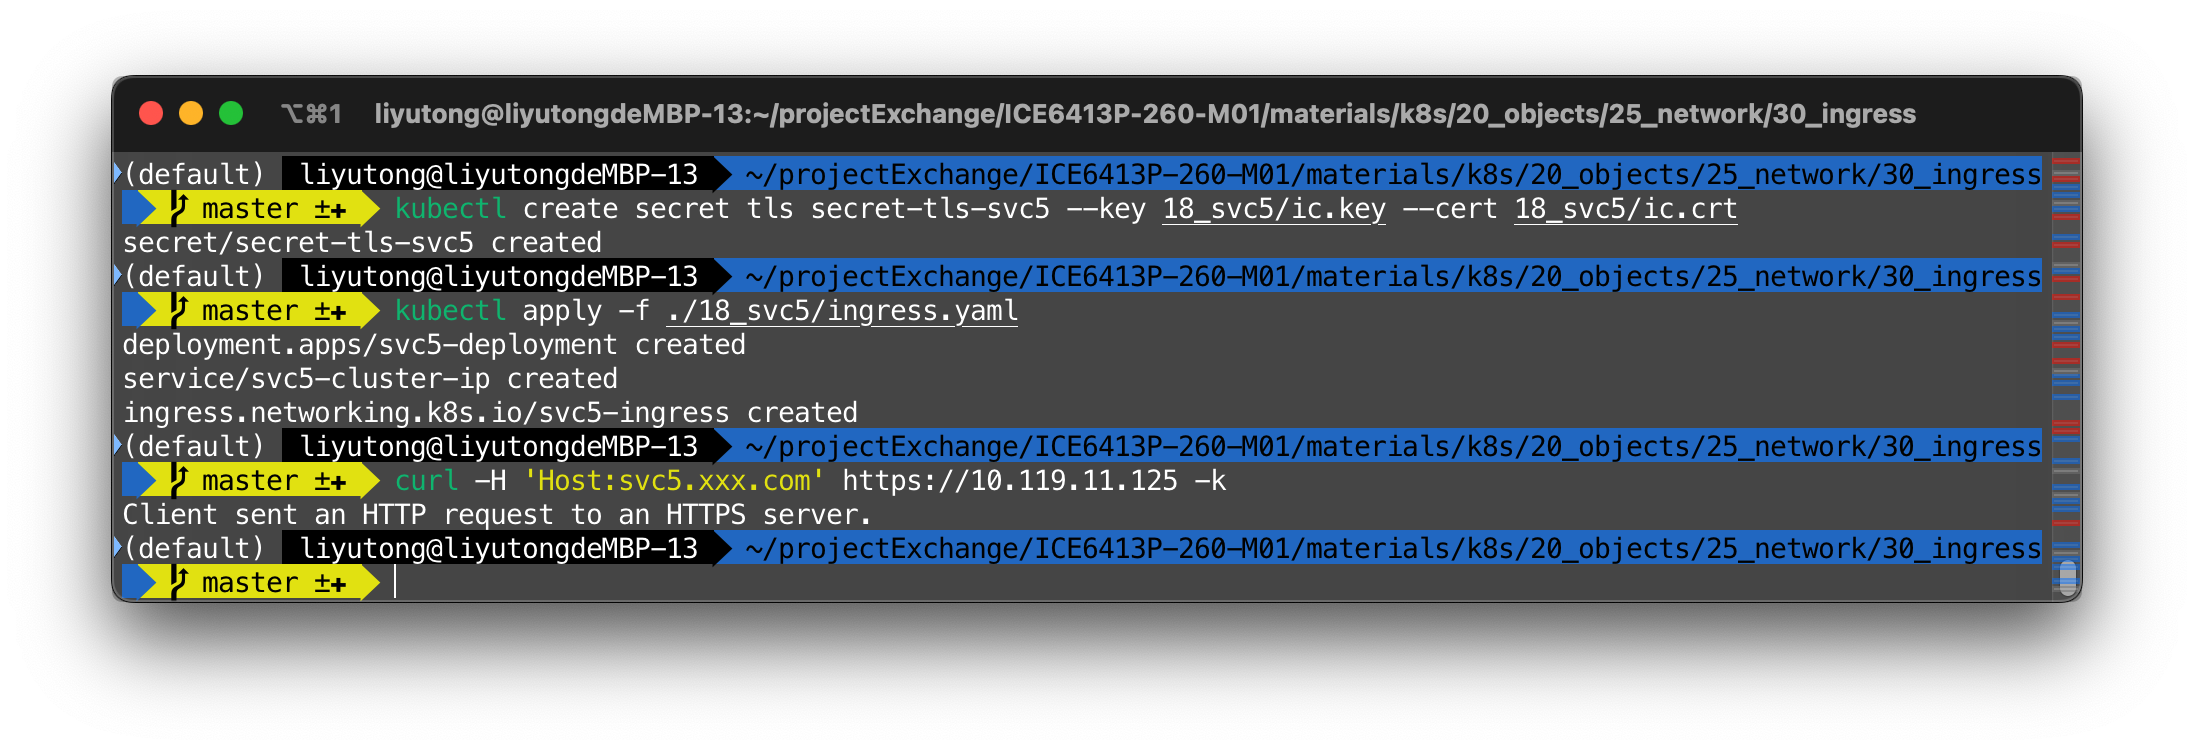 ⌥⌘1 liyutong@liyutongdeMBP-13:~/projectExchange/ICE6413P-260-M01/materials/k8s/20_objects/25_network/30_ingress
(default) liyutong@liyutongdeMBP-13 ~/projectExchange/ICE6413P-260-M01/materials/k8s/20_objects/25_network/30_ingress
master ±✚ kubectl create secret tls secret-tls-svc5 --key 18_svc5/ic.key --cert 18_svc5/ic.crt
secret/secret-tls-svc5 created
(default) liyutong@liyutongdeMBP-13 ~/projectExchange/ICE6413P-260-M01/materials/k8s/20_objects/25_network/30_ingress
master ±✚ kubectl apply -f ./18_svc5/ingress.yaml
deployment.apps/svc5-deployment created
service/svc5-cluster-ip created
ingress.networking.k8s.io/svc5-ingress created
(default) liyutong@liyutongdeMBP-13 ~/projectExchange/ICE6413P-260-M01/materials/k8s/20_objects/25_network/30_ingress
master ±✚ curl -H 'Host:svc5.xxx.com' https://10.119.11.125 -k
Client sent an HTTP request to an HTTPS server.
(default) liyutong@liyutongdeMBP-13 ~/projectExchange/ICE6413P-260-M01/materials/k8s/20_objects/25_network/30_ingress
master ±✚